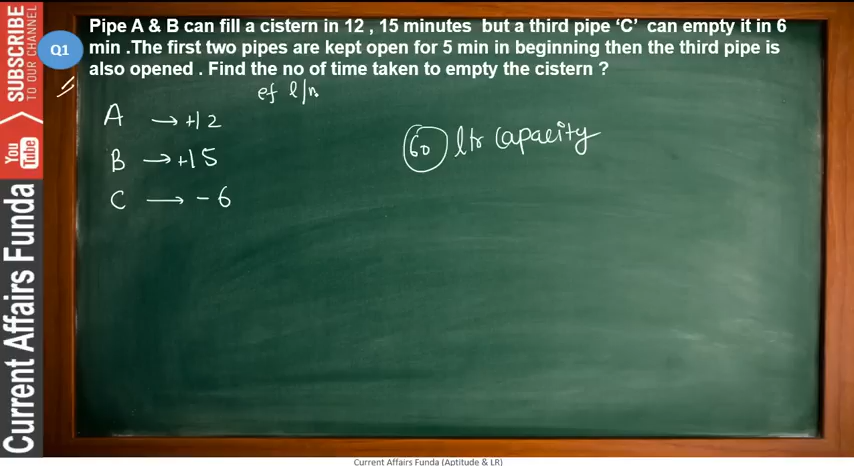 SUBSCRIBE
TO OUR CHANNEL
You
Tube
Current Affairs Funda
Q1
Pipe A & B can fill a cistern in 12 , 15 minutes but a third pipe ‘C’ can empty it in 6
min .The first two pipes are kept open for 5 min in beginning then the third pipe is
also opened . Find the no of time taken to empty the cistern ?
ef l/m
A → +12
B → +15
C → - 6
60 ltr capacity
Current Affairs Funda (Aptitude & LR)